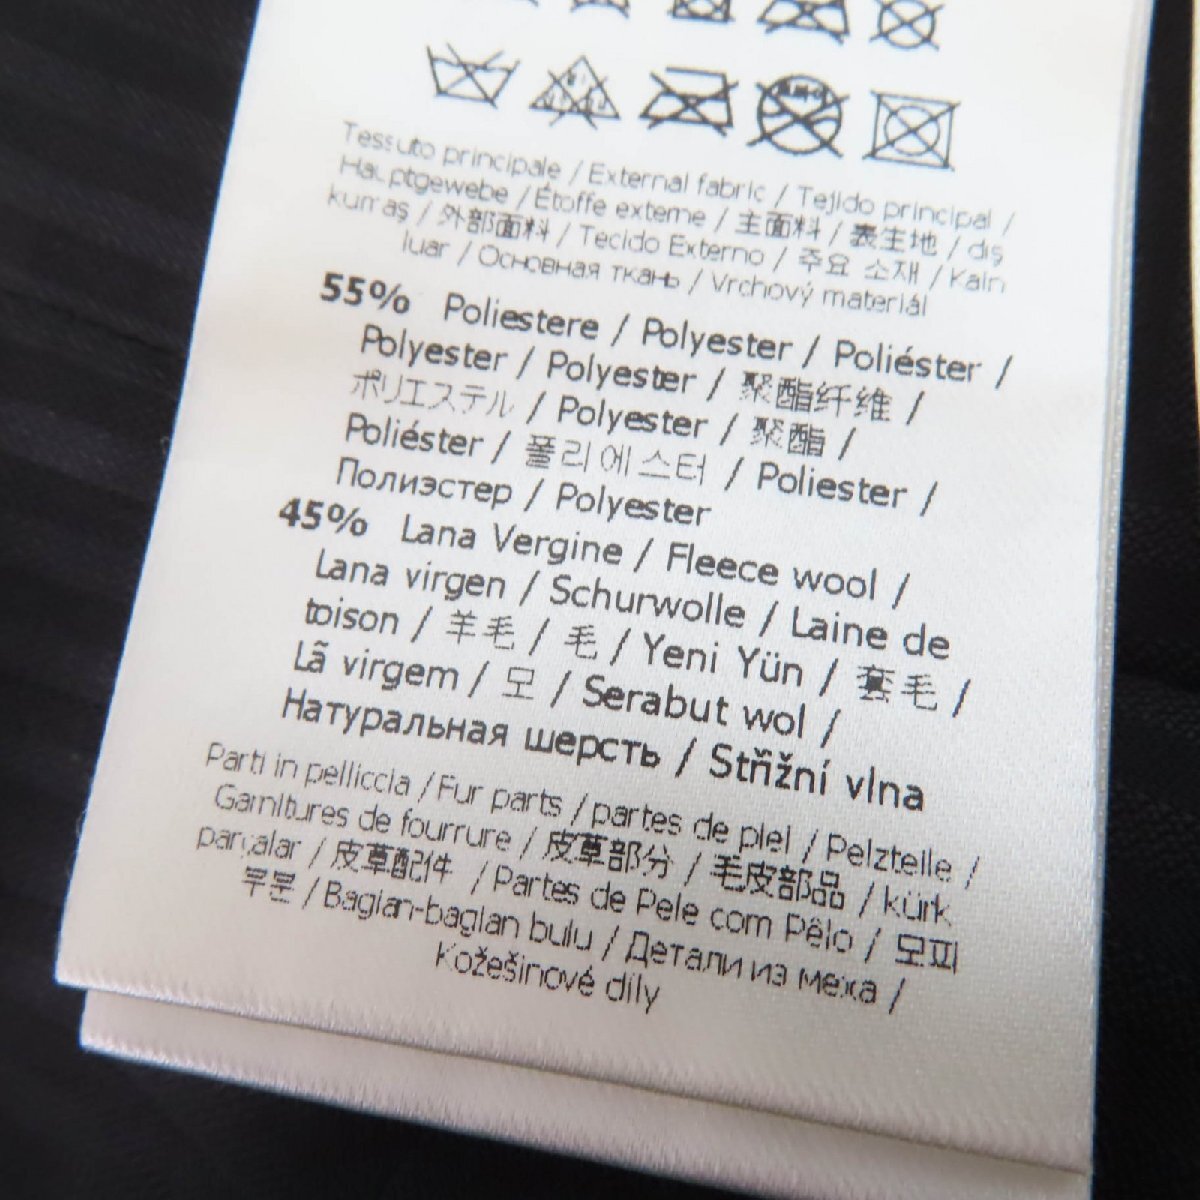 Tessuto principale / External fabric / Tejido principal /
Hauptgewebe / Étoffe externe / 主面料 / 表生地 / dış
kumaş / 外部面料 / Tecido Externo / 주요 소재 / Kain
luar / Основная ткань / Vrchový materiál
55% Poliestere / Polyester / Poliéster /
Polyester / Polyester / 聚酯纤维 /
ポリエステル / Polyester / 聚酯 /
Poliéster / 폴리에스터 / Poliester /
Полиэстер / Polyester
45% Lana Vergine / Fleece wool /
Lana virgen / Schurwolle / Laine de
toison / 羊毛 / 毛 / Yeni Yün / 套毛 /
Lã virgem / 모 / Serabut wol /
Натуральная шерсть / Střižní vlna
Parti in pelliccia / Fur parts / partes de piel / Pelzteile /
Garnitures de fourrure / 皮草部分 / 毛皮部品 / kürk
parçalar / 皮草配件 / Partes de Pele com Pêlo / 모피
부분 / Bagian-bagian bulu / Детали из меха /
Kožešinové díly